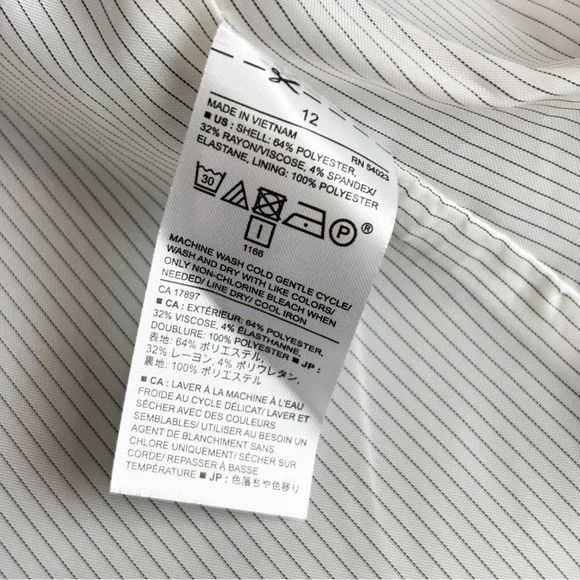 12
MADE IN VIETNAM RN 54023
■ US : SHELL: 64% POLYESTER,
32% RAYON/VISCOSE, 4% SPANDEX/
ELASTANE, LINING: 100% POLYESTER
30 P ®
I
1166
MACHINE WASH COLD GENTLE CYCLE/
WASH AND DRY WITH LIKE COLORS/
ONLY NON-CHLORINE BLEACH WHEN
NEEDED/ LINE DRY/ COOL IRON
CA 17897
■ CA : EXTÉRIEUR: 64% POLYESTER,
32% VISCOSE, 4% ÉLASTHANNE,
DOUBLURE: 100% POLYESTER ■ JP :
表地: 64% ポリエステル,
32% レーヨン, 4% ポリウレタン,
裏地: 100% ポリエステル
■ CA : LAVER À LA MACHINE À L'EAU
FROIDE AU CYCLE DÉLICAT/ LAVER ET
SÉCHER AVEC DES COULEURS
SEMBLABLES/ UTILISER AU BESOIN UN
AGENT DE BLANCHIMENT SANS
CHLORE UNIQUEMENT/ SÉCHER SUR
CORDE/ REPASSER À BASSE
TEMPÉRATURE ■ JP : 色落ちや色移り